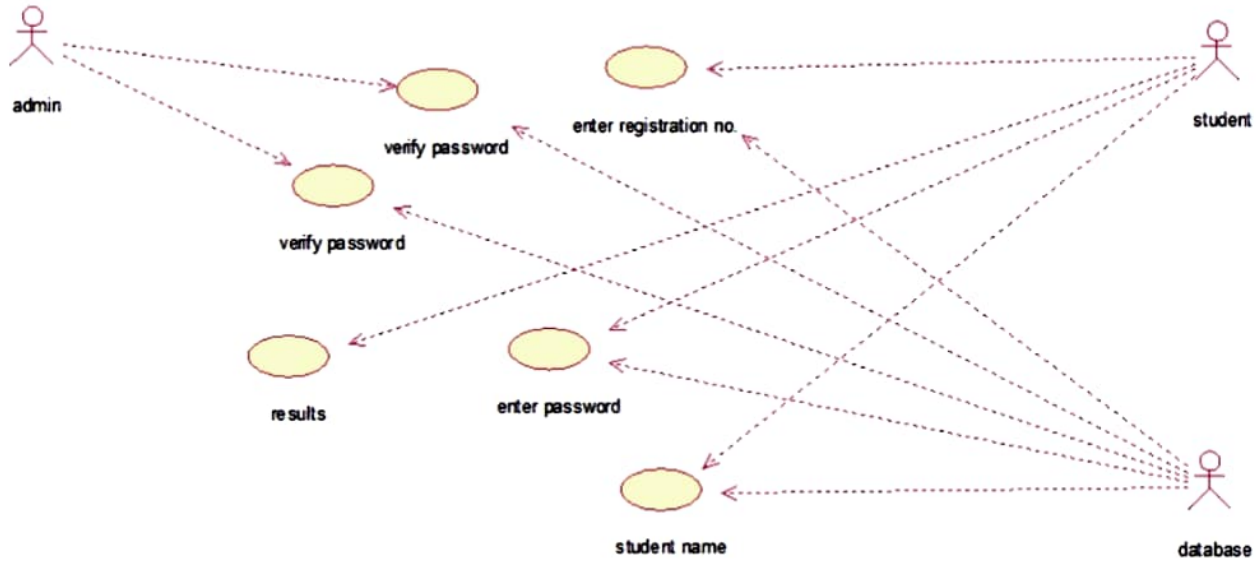 admin
student
verify password
enter registration no.
verify password
results
enter password
student name
database